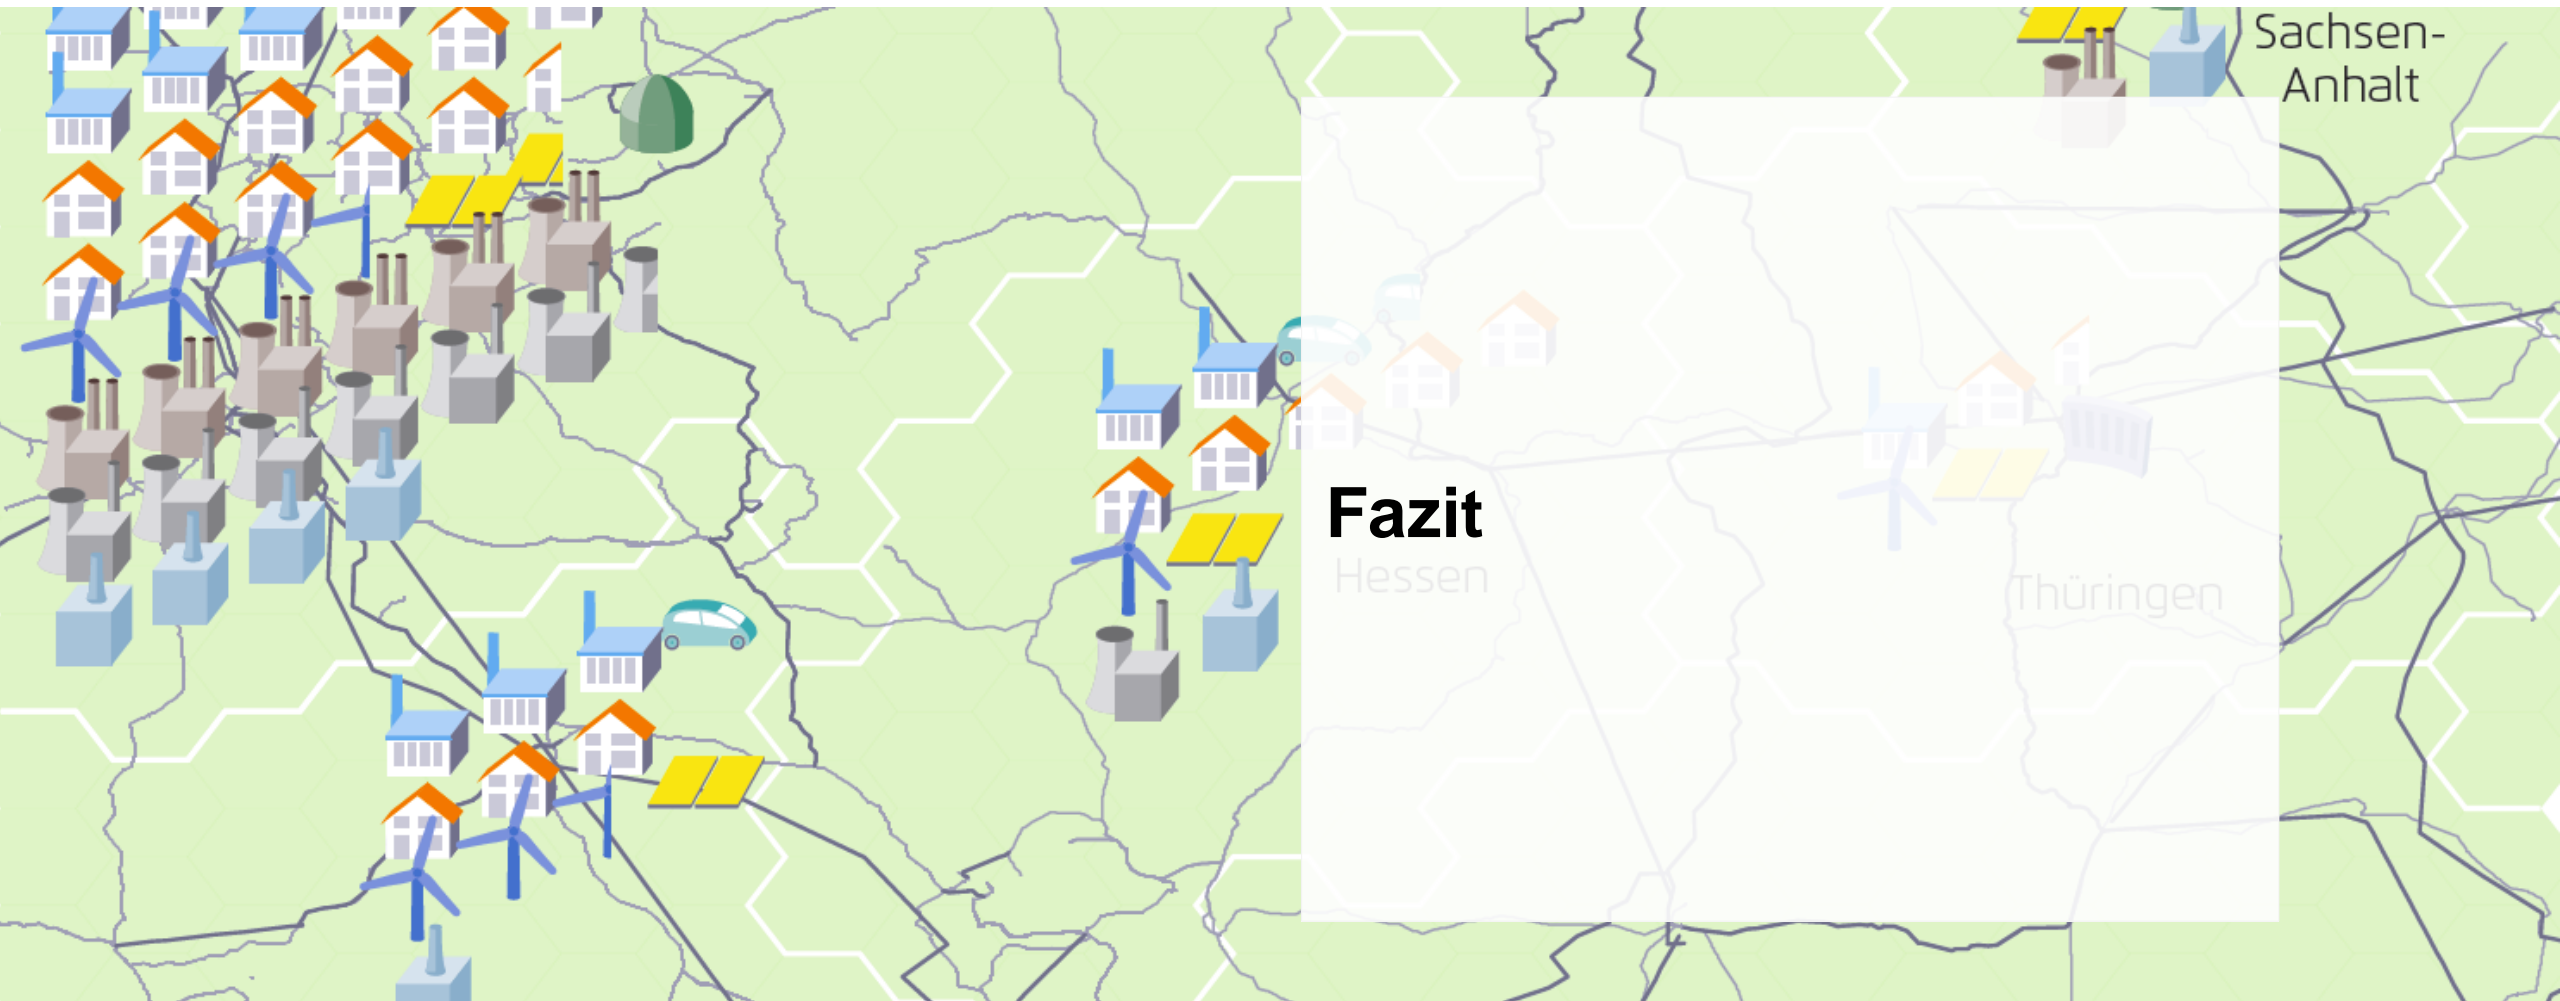 Sachsen-
Anhalt
Fazit
Hessen
Thüringen